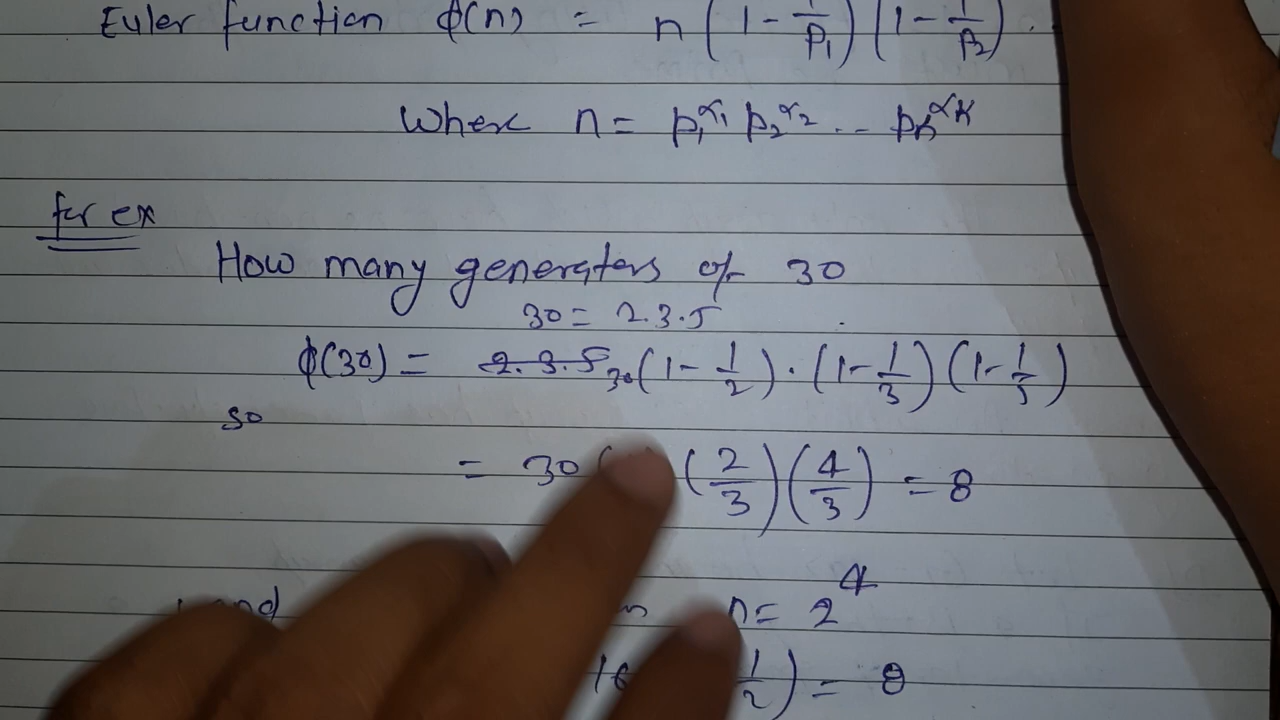 Euler function ϕ(n) = n(1-1/p₁)(1-1/p₂).
Where n= p₁^α₁ p₂^α₂ ... pₖ^αₖ
for ex
How many generaters of 30
30 = 2.3.5
ϕ(30) = 2.3.5 30(1-1/2).(1-1/3)(1-1/5)
so
= 30 (2/3)(4/3) = 8
n= 2^4
1/2) = 8